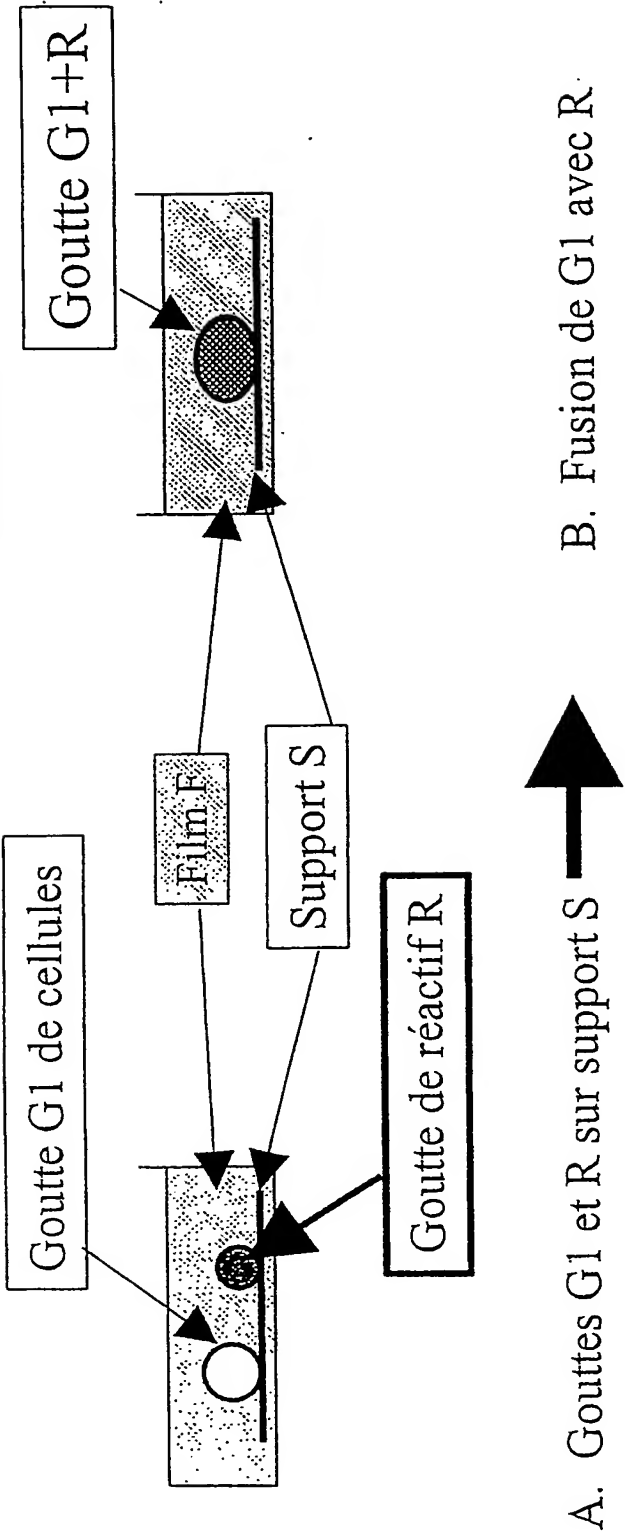 Goutte G1 de cellules
Film F
Support S
Goutte de réactif R
Goutte G1+R
A. Gouttes G1 et R sur support S
B. Fusion de G1 avec R